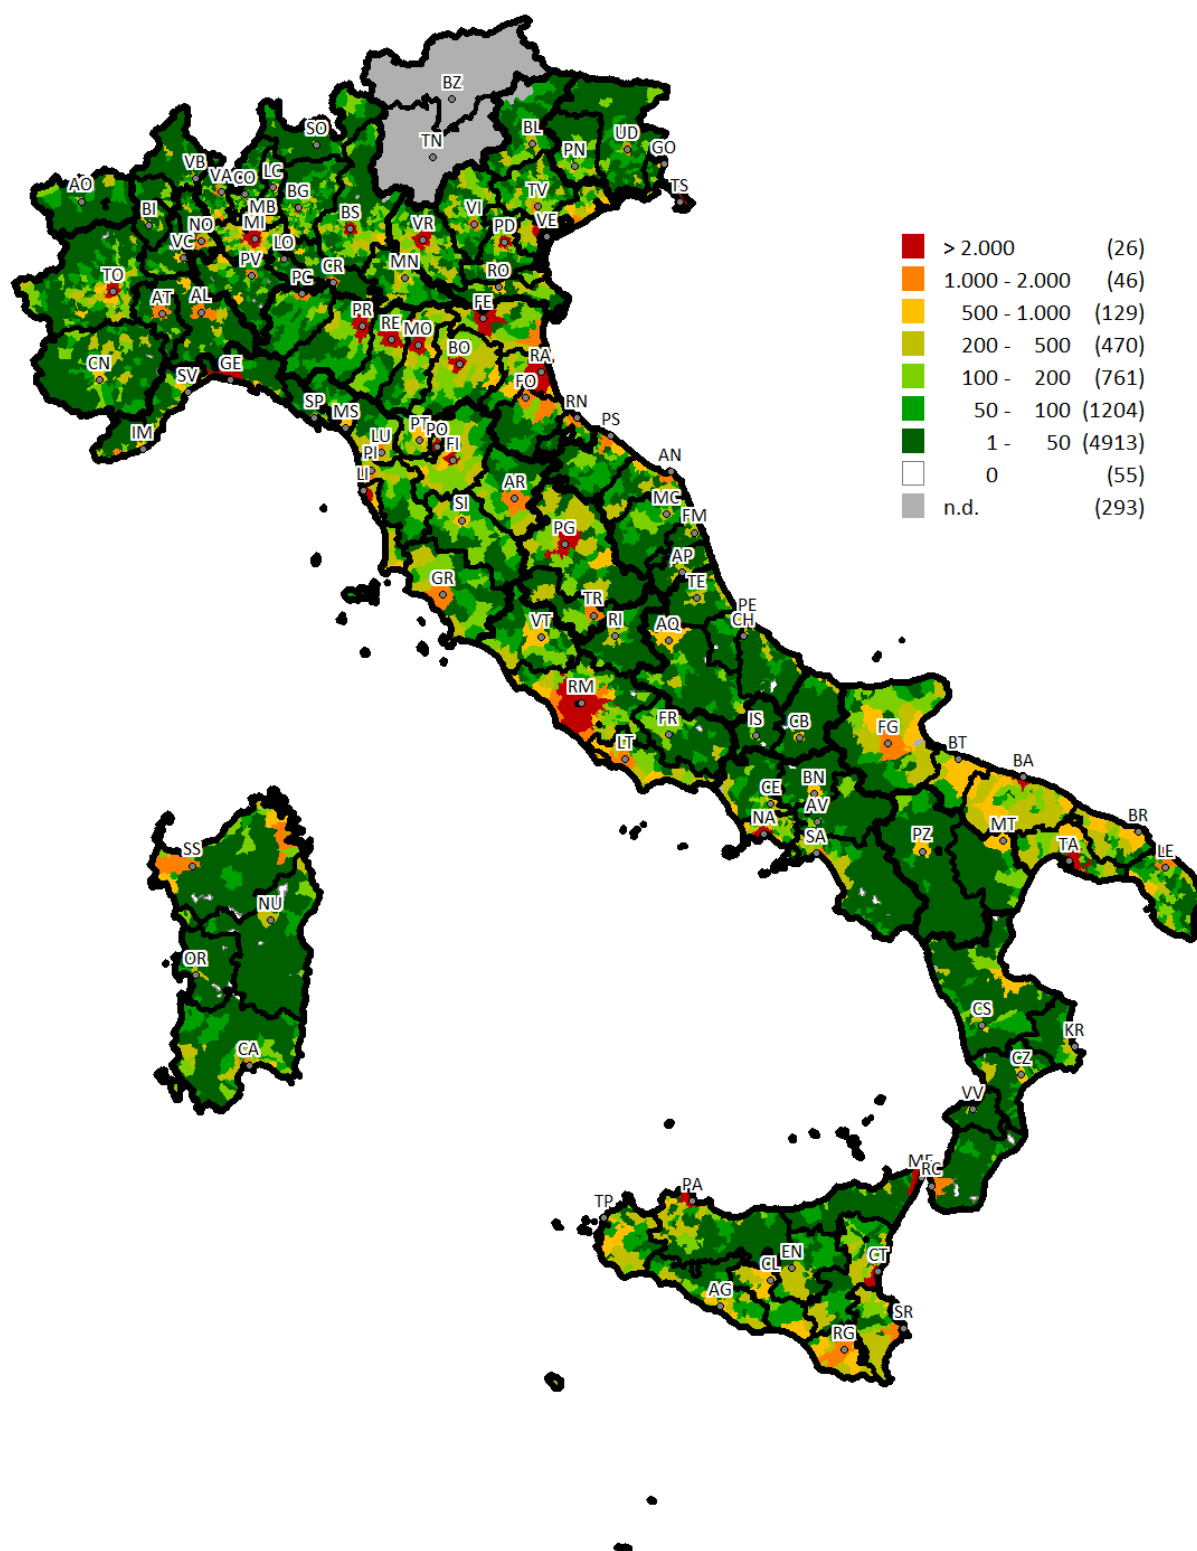 BZ
SO
TN
BL
UD
PN
GO
VB
VA
CO
LC
BG
AO
BI
MB
TV
TS
NO
MI
BS
VI
VE
VR
PD
VC
LO
PV
CR
MN
RO
TO
PC
AT
AL
PR
RE
MO
FE
BO
RA
CN
SV
GE
FO
SP
MS
RN
PS
IM
LU
PT
PO
FI
PI
LI
AN
AR
MC
SI
FM
PG
AP
GR
TE
TR
PE
VT
RI
AQ
CH
RM
FR
IS
CB
FG
LT
BT
BA
CE
BN
NA
AV
SA
PZ
MT
BR
TA
LE
SS
NU
OR
CS
KR
CA
CZ
VV
RC
TP
PA
CT
EN
CL
AG
SR
RG
> 2.000 (26)
1.000 - 2.000 (46)
500 - 1.000 (129)
200 - 500 (470)
100 - 200 (761)
50 - 100 (1204)
1 - 50 (4913)
0 (55)
n.d. (293)